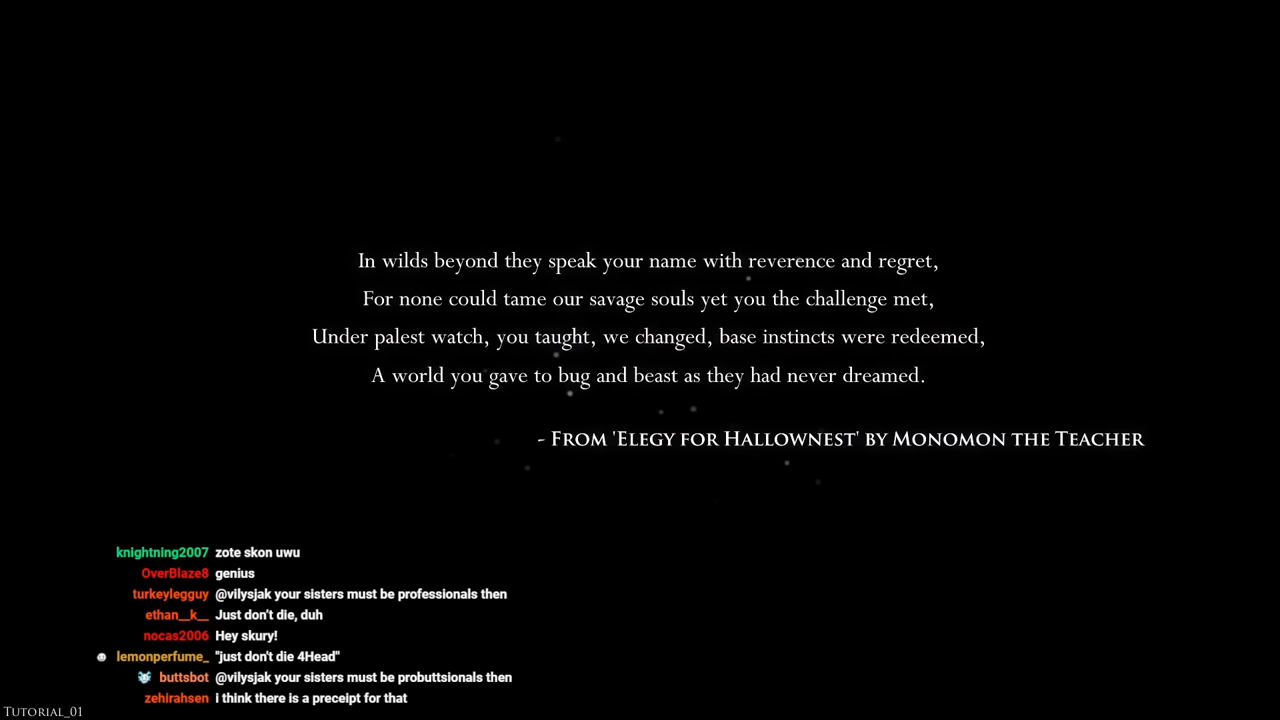 In wilds beyond they speak your name with reverence and regret,
For none could tame our savage souls yet you the challenge met,
Under palest watch, you taught, we changed, base instincts were redeemed,
A world you gave to bug and beast as they had never dreamed.
- From 'Elegy for Hallownest' by Monomon the Teacher
knightning2007 zote skon uwu
OverBlaze8 genius
turkeylegguy @vilysjak your sisters must be professionals then
ethan__k__ Just don't die, duh
nocas2006 Hey skury!
lemonperfume_ "just don't die 4Head"
buttsbot @vilysjak your sisters must be probuttsionals then
zehirahsen i think there is a preceipt for that
Tutorial_01